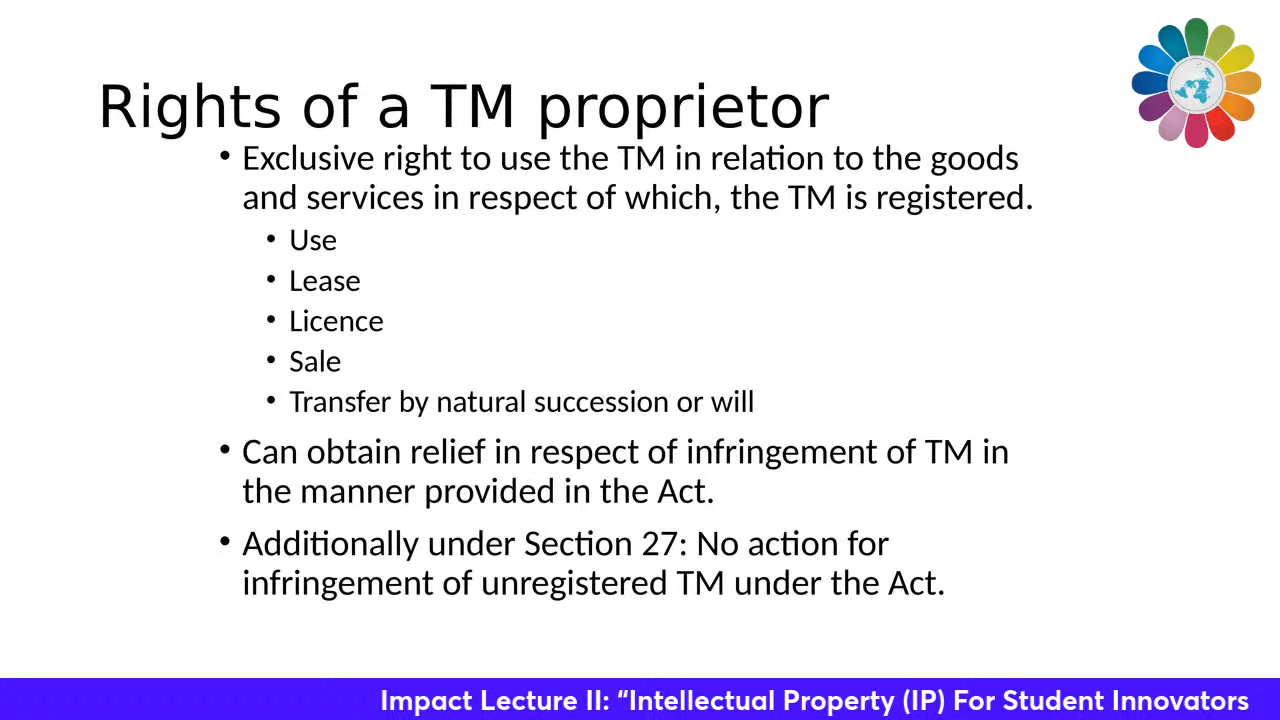 Rights of a TM proprietor
• Exclusive right to use the TM in relation to the goods
and services in respect of which, the TM is registered.
• Use
• Lease
• Licence
• Sale
• Transfer by natural succession or will
• Can obtain relief in respect of infringement of TM in
the manner provided in the Act.
• Additionally under Section 27: No action for
infringement of unregistered TM under the Act.
Impact Lecture II: “Intellectual Property (IP) For Student Innovators